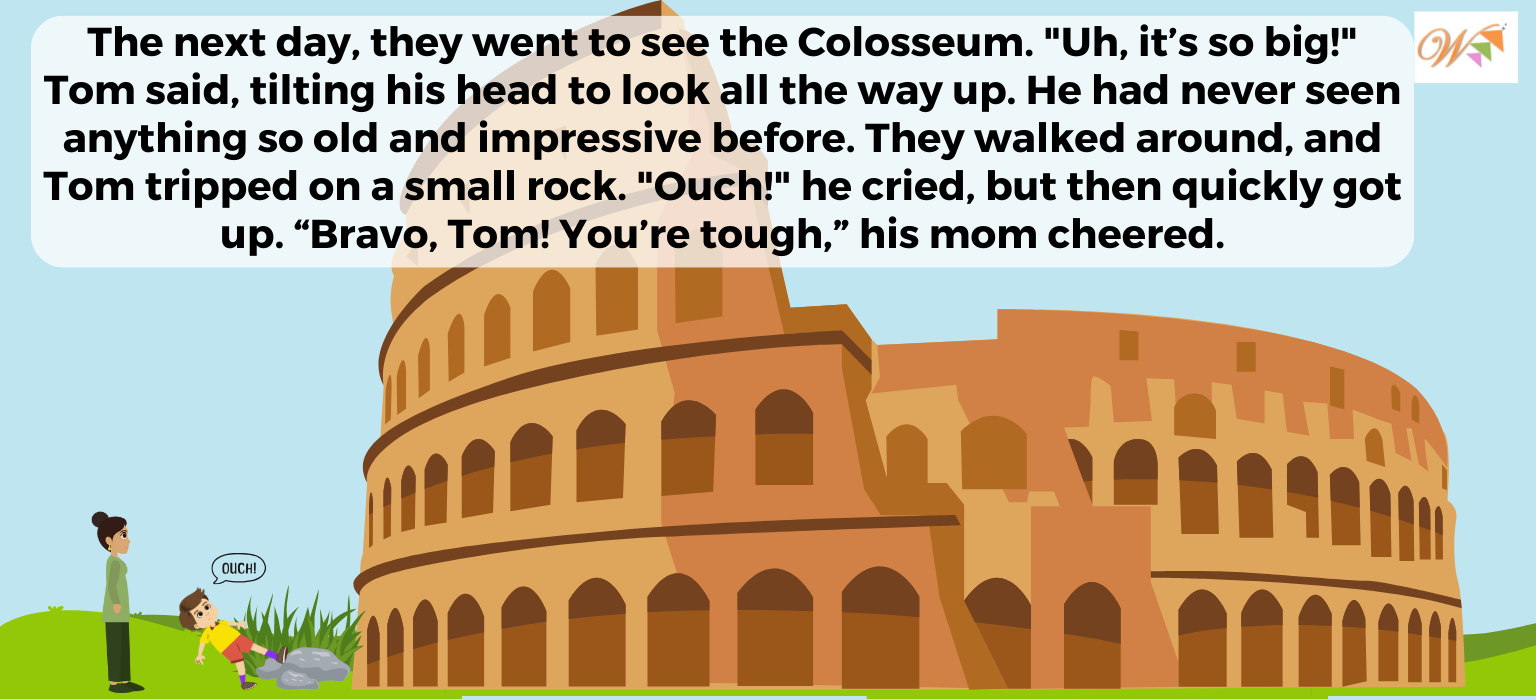 The next day, they went to see the Colosseum. "Uh, it’s so big!"
Tom said, tilting his head to look all the way up. He had never seen
anything so old and impressive before. They walked around, and
Tom tripped on a small rock. "Ouch!" he cried, but then quickly got
up. “Bravo, Tom! You’re tough,” his mom cheered.
W
OUCH!